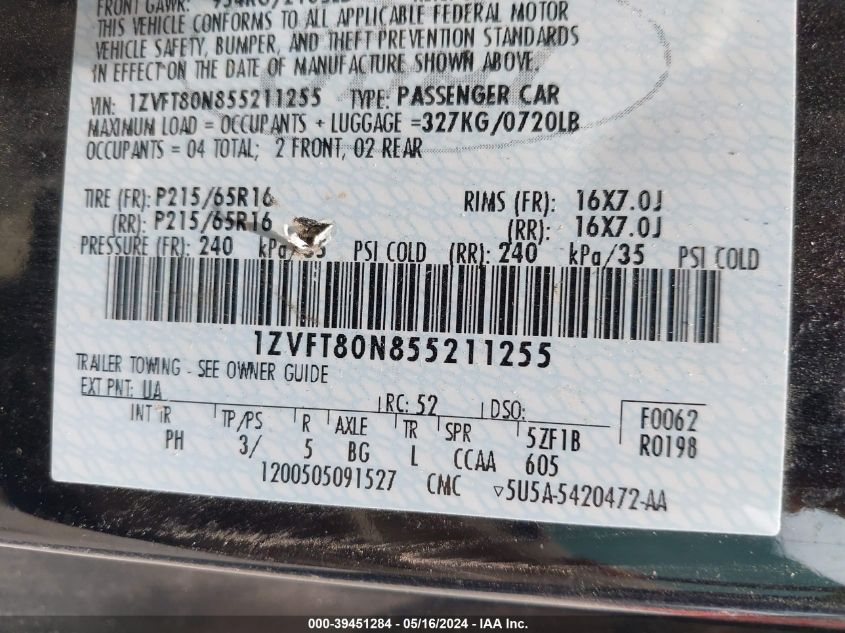 FRONT GAWR: 954KG/
THIS VEHICLE CONFORMS TO ALL APPLICABLE FEDERAL MOTOR
VEHICLE SAFETY, BUMPER, AND THEFT PREVENTION STANDARDS
IN EFFECT ON THE DATE OF MANUFACTURE SHOWN ABOVE.
VIN: 1ZVFT80N855211255 TYPE: PASSENGER CAR
MAXIMUM LOAD = OCCUPANTS + LUGGAGE =327KG/0720LB
OCCUPANTS = 04 TOTAL; 2 FRONT, 02 REAR
TIRE (FR): P215/65R16 RIMS (FR): 16X7.0J
(RR): P215/65R16 (RR): 16X7.0J
PRESSURE (FR): 240 kPa/35 PSI COLD (RR): 240 kPa/35 PSI COLD
1ZVFT80N855211255
TRAILER TOWING - SEE OWNER GUIDE
EXT PNT: UA RC: 52 DSO: F0062
INT TR TP/PS R AXLE TR SPR 5ZF1B R0198
PH 3/ 5 BG L CCAA 605
1200505091527 CMC ▽5U5A-5420472-AA
000-39451284 - 05/16/2024 - IAA Inc.